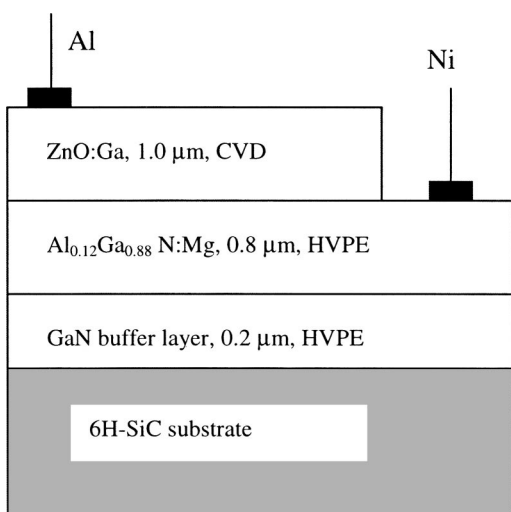 Al
Ni
ZnO:Ga, 1.0 μm, CVD
Al₀.₁₂Ga₀.₈₈ N:Mg, 0.8 μm, HVPE
GaN buffer layer, 0.2 μm, HVPE
6H-SiC substrate